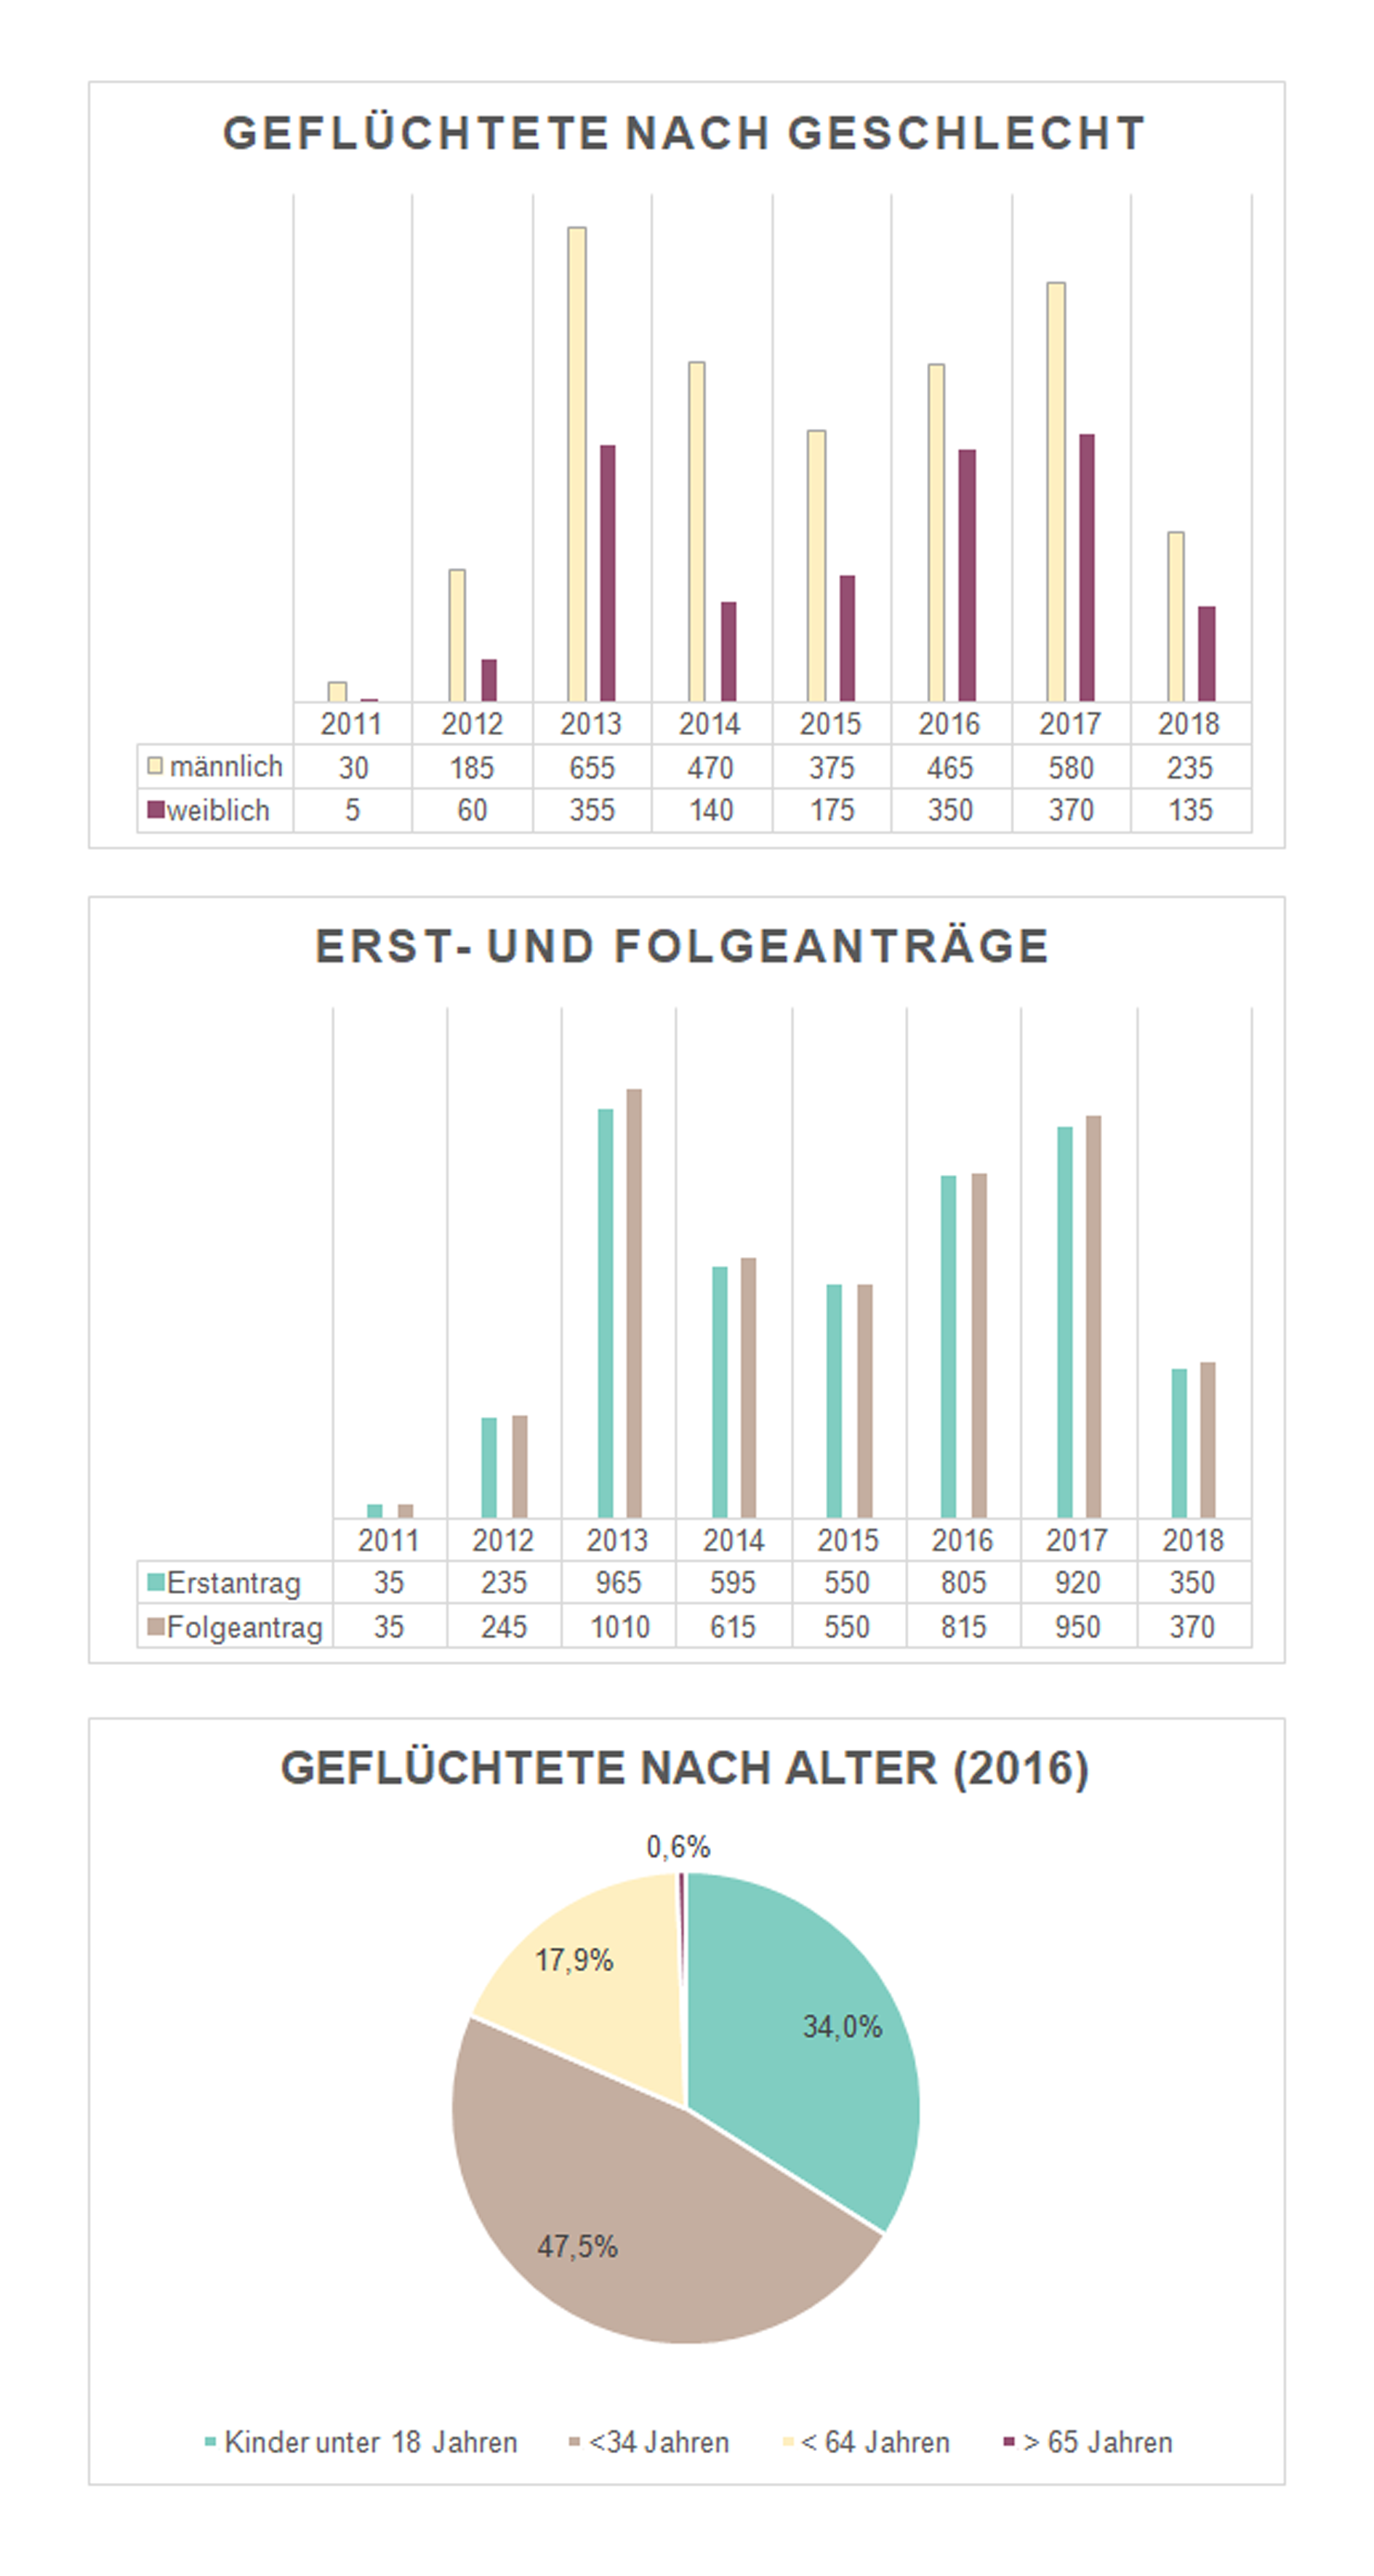 GEFLÜCHTETE NACH GESCHLECHT
2011 2012 2013 2014 2015 2016 2017 2018
männlich 30 185 655 470 375 465 580 235
weiblich 5 60 355 140 175 350 370 135
ERST- UND FOLGEANTRÄGE
2011 2012 2013 2014 2015 2016 2017 2018
Erstantrag 35 235 965 595 550 805 920 350
Folgeantrag 35 245 1010 615 550 815 950 370
GEFLÜCHTETE NACH ALTER (2016)
0,6%
17,9%
34,0%
47,5%
Kinder unter 18 Jahren <34 Jahren < 64 Jahren > 65 Jahren